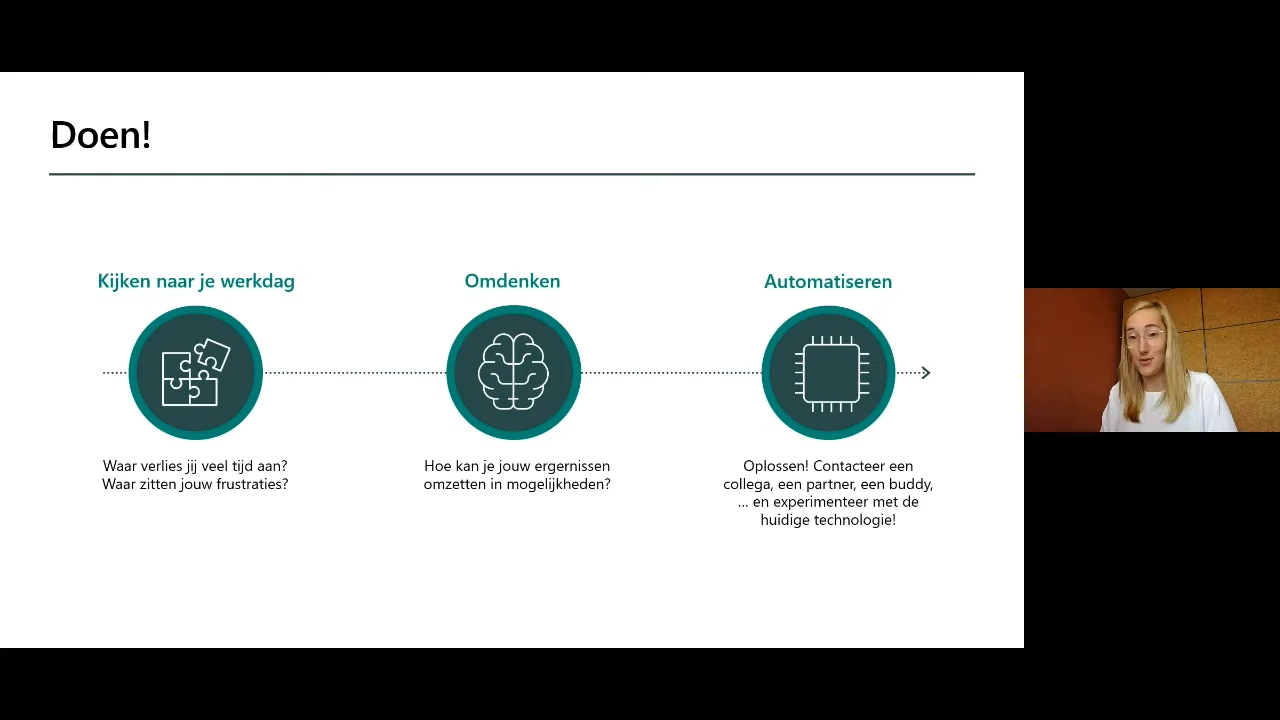 Doen!
Kijken naar je werkdag
Omdenken
Automatiseren
Waar verlies jij veel tijd aan?
Waar zitten jouw frustraties?
Hoe kan je jouw ergernissen
omzetten in mogelijkheden?
Oplossen! Contacteer een
collega, een partner, een buddy,
... en experimenteer met de
huidige technologie!